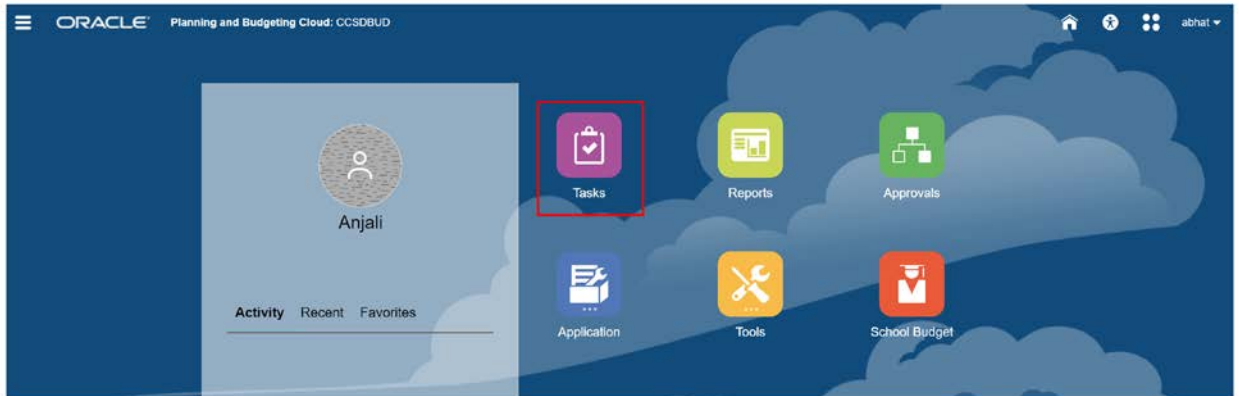 ORACLE Planning and Budgeting Cloud: CCSDBUD abhat
Anjali
Activity Recent Favorites
Tasks Reports Approvals
Application Tools School Budget